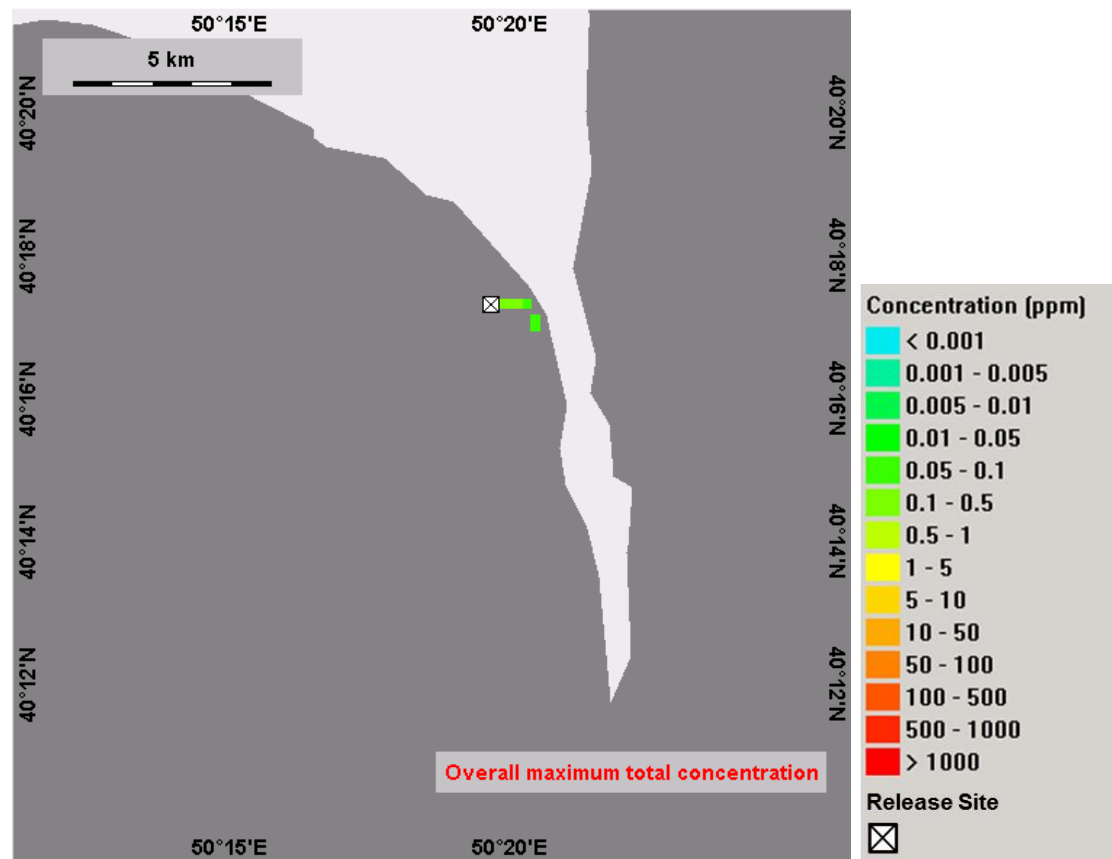 50°15'E 50°20'E
5 km
40°20'N 40°20'N
40°18'N 40°18'N
40°16'N 40°16'N
40°14'N 40°14'N
40°12'N 40°12'N
Overall maximum total concentration
50°15'E 50°20'E
Concentration (ppm)
< 0.001
0.001 - 0.005
0.005 - 0.01
0.01 - 0.05
0.05 - 0.1
0.1 - 0.5
0.5 - 1
1 - 5
5 - 10
10 - 50
50 - 100
100 - 500
500 - 1000
> 1000
Release Site